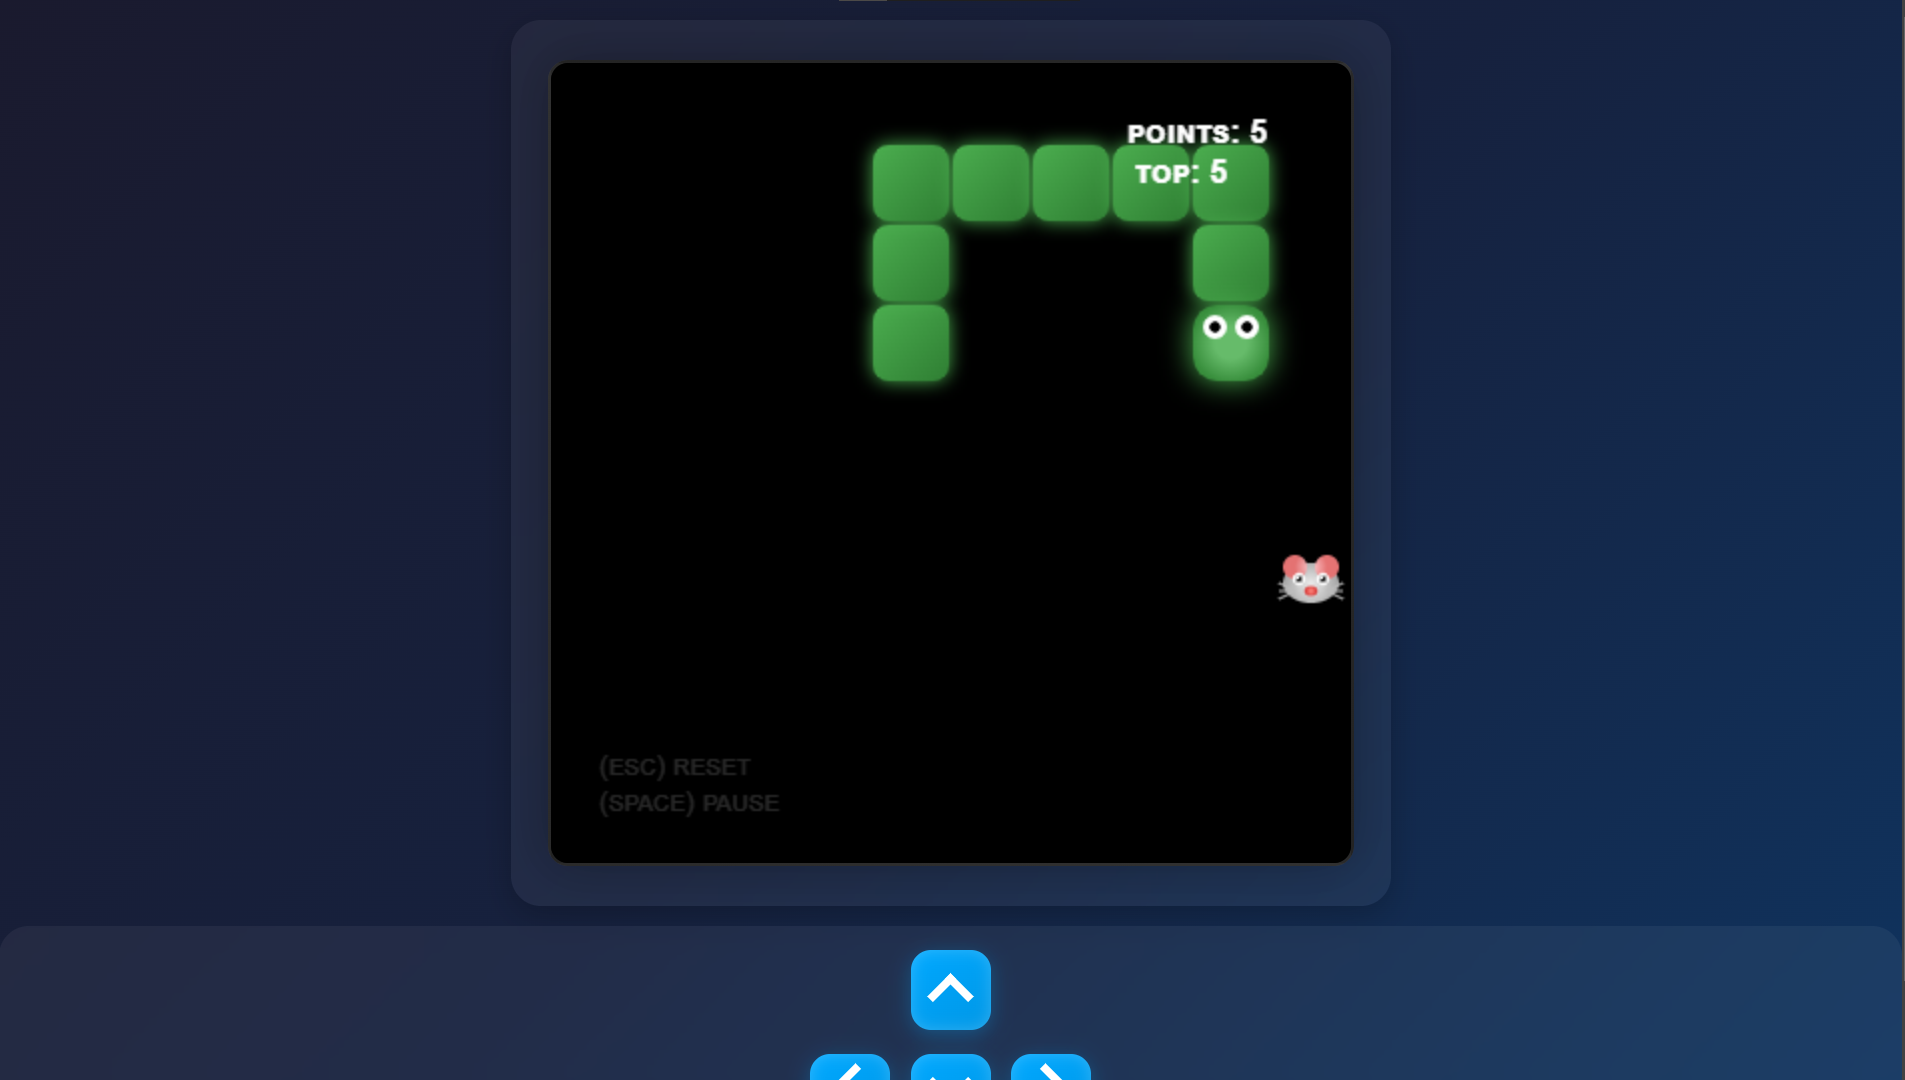 POINTS: 5
TOP: 5
(ESC) RESET
(SPACE) PAUSE